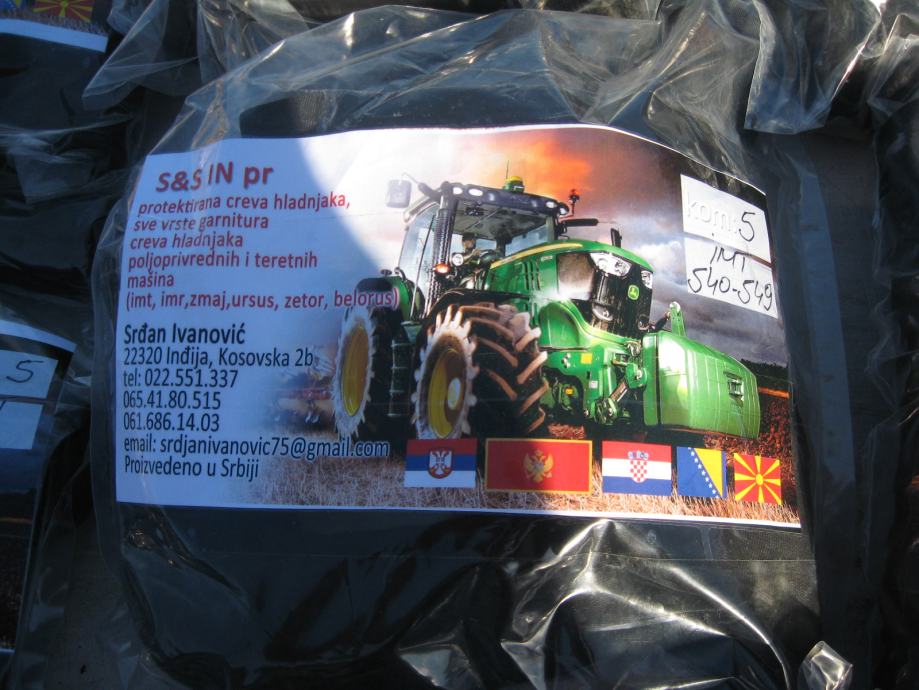 S&S IN pr
protektirana creva hladnjaka,
sve vrste garnitura
creva hladnjaka
poljoprivrednih i teretnih
mašina
(imt, imr,zmaj,ursus, zetor, belorus)
Srđan Ivanović
22320 Inđija, Kosovska 2b
tel: 022.551.337
065.41.80.515
061.686.14.03
email: srdjanivanovic75@gmail.com
Proizvedeno u Srbiji
kom: 5
IMT
540-549
5